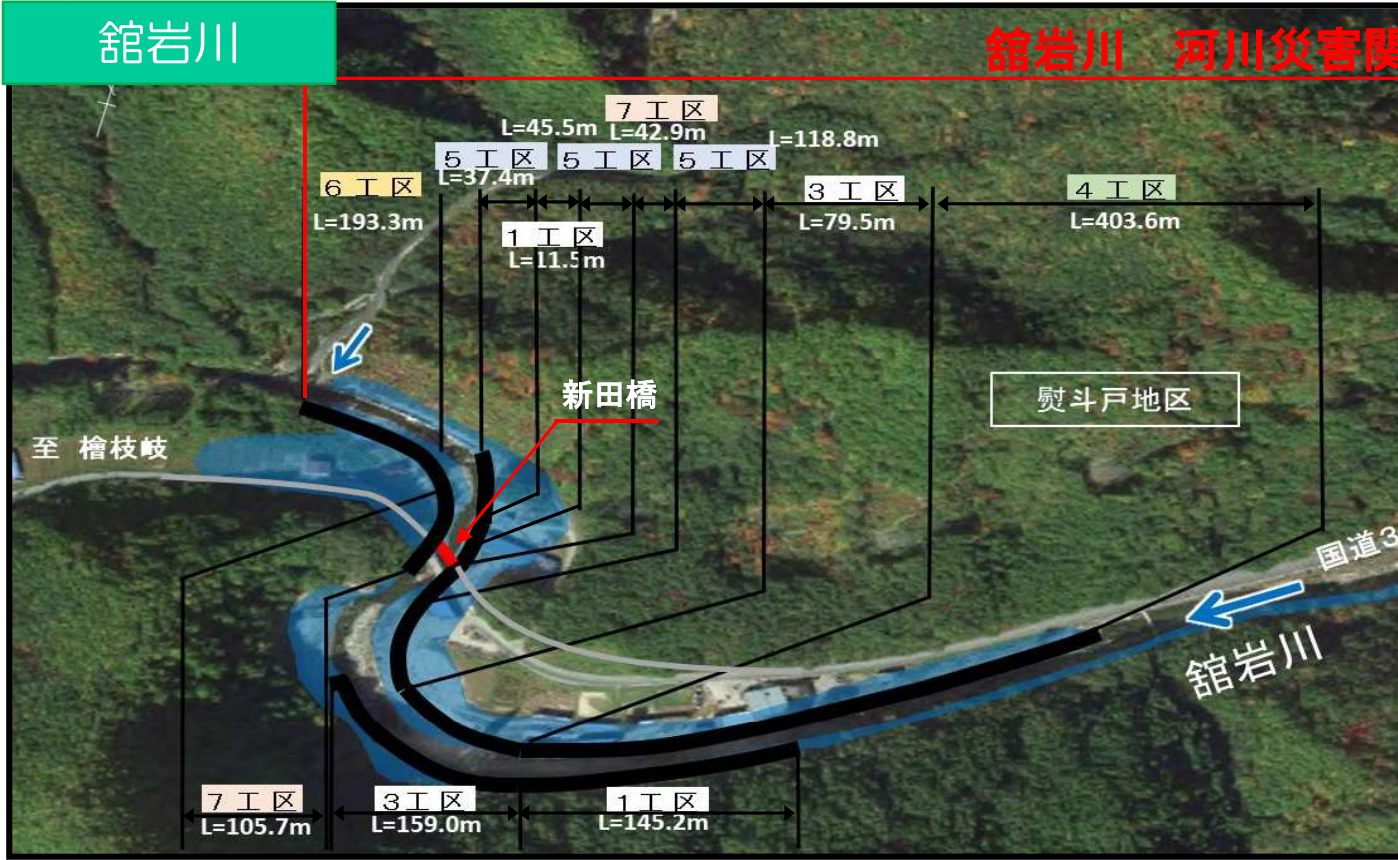 舘岩川
舘岩川 河川災害関
7 工 区
L=45.5m
L=42.9m
L=118.8m
5 工 区
5 工 区
5 工 区
L=37.4m
6 工 区
L=193.3m
3 工 区
L=79.5m
4 工 区
L=403.6m
1 工 区
L=11.5m
新田橋
熨斗戸地区
至 檜枝岐
国道3
舘岩川
7 工 区
L=105.7m
3工 区
L=159.0m
1工 区
L=145.2m